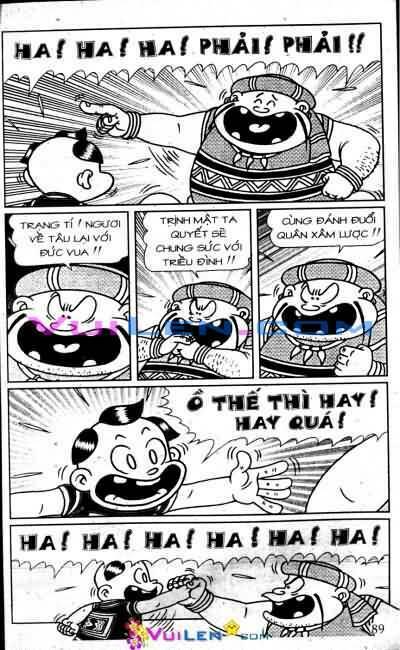 HA! HA! HA! PHẢI! PHẢI!!
TRẠNG TÍ! NGƯƠI
VỀ TÂU LẠI VỚI
ĐỨC VUA!!
TRỊNH MẬT TA
QUYẾT SẼ
CHUNG SỨC VỚI
TRIỀU ĐÌNH!!
CÙNG ĐÁNH ĐUỔI
QUÂN XÂM LƯỢC!!
VuiLen.com
Ồ THẾ THÌ HAY!
HAY QUÁ!
HA! HA! HA! HA! HA! HA!
89
VuiLen.com